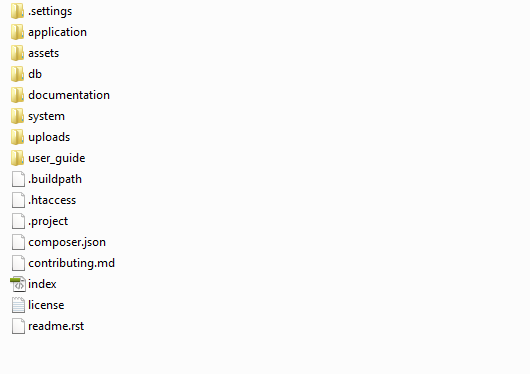 .settings
application
assets
db
documentation
system
uploads
user_guide
.buildpath
.htaccess
.project
composer.json
contributing.md
index
license
readme.rst